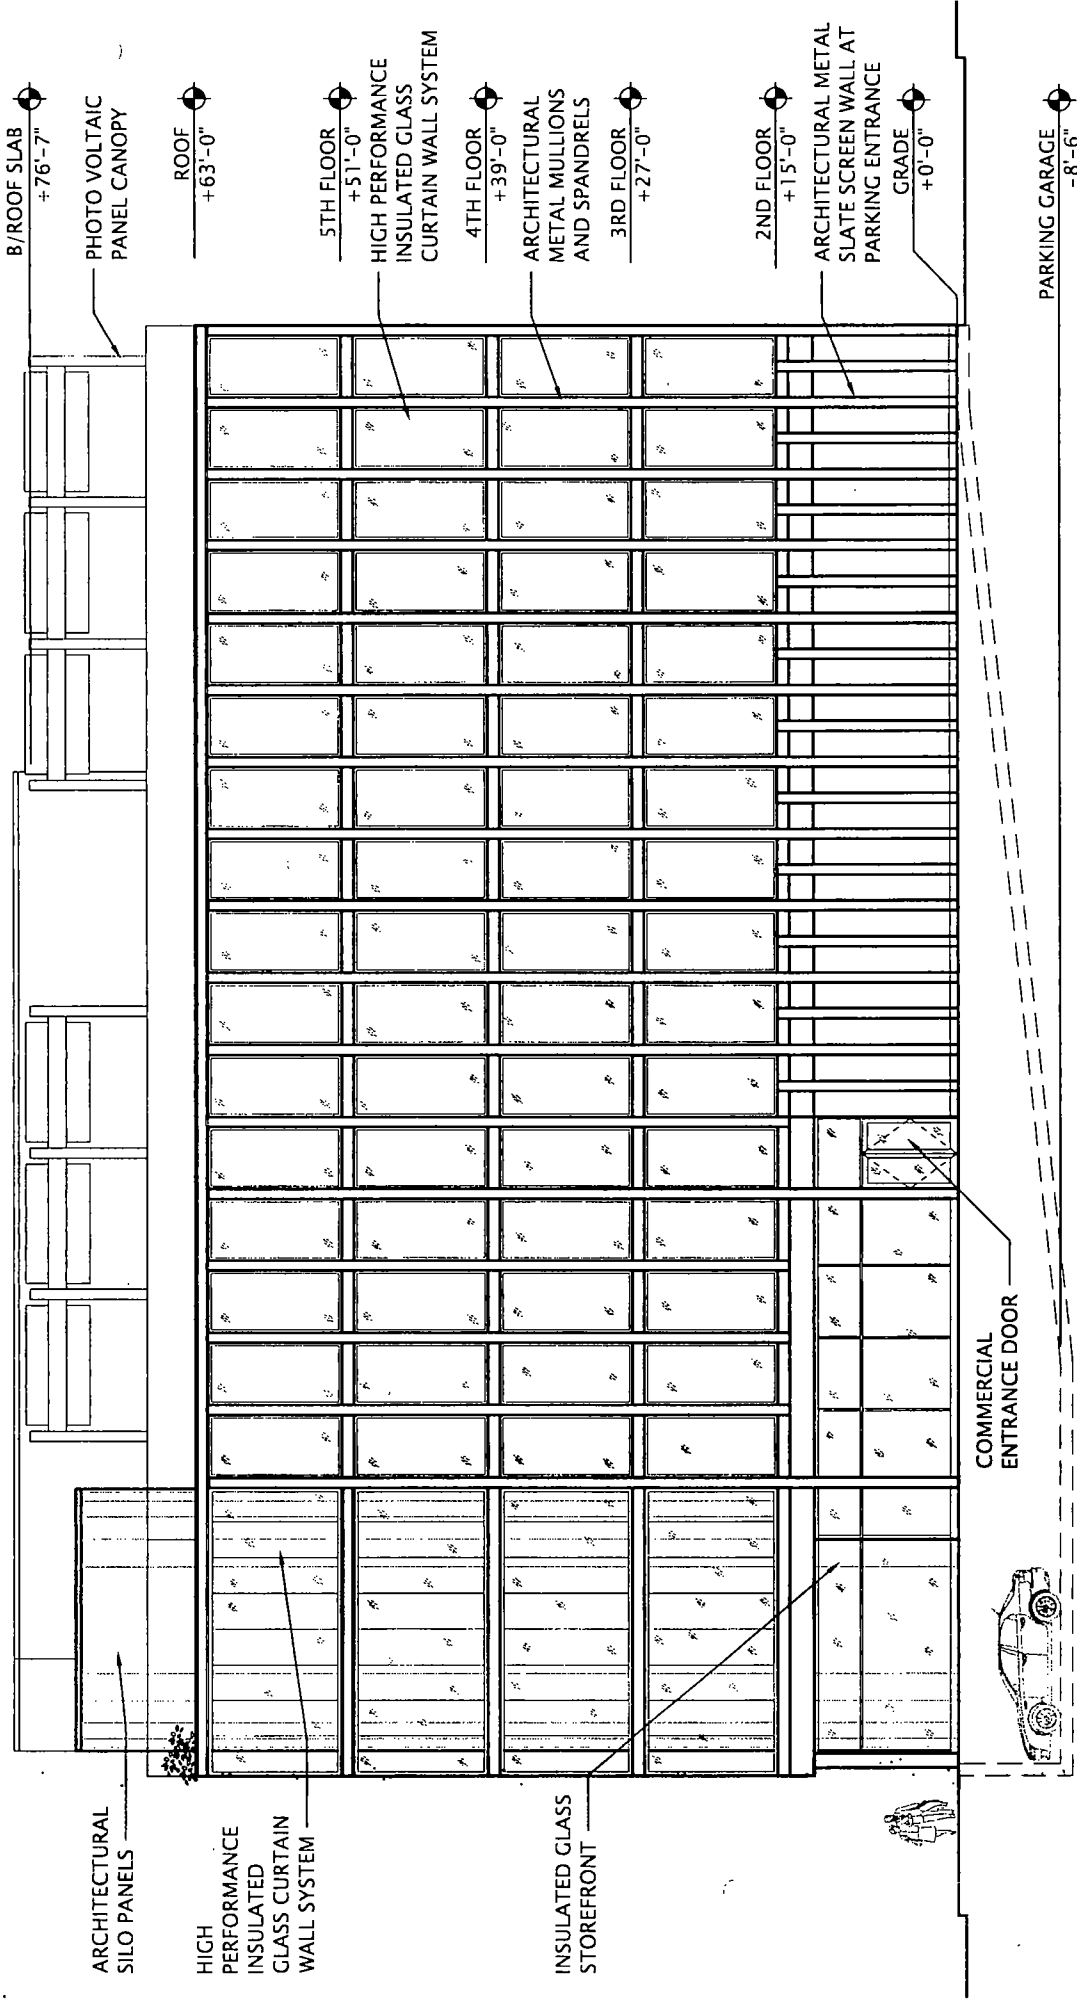 B/ROOF SLAB
+76'-7"
PHOTO VOLTAIC
PANEL CANOPY
ROOF
+63'-0"
5TH FLOOR
+51'-0"
HIGH PERFORMANCE
INSULATED GLASS
CURTAIN WALL SYSTEM
4TH FLOOR
+39'-0"
ARCHITECTURAL
METAL MULLIONS
AND SPANDRELS
3RD FLOOR
+27'-0"
2ND FLOOR
+15'-0"
ARCHITECTURAL METAL
SLATE SCREEN WALL AT
PARKING ENTRANCE
GRADE
+0'-0"
PARKING GARAGE
-8'-6"
ARCHITECTURAL
SILO PANELS
HIGH
PERFORMANCE
INSULATED
GLASS CURTAIN
WALL SYSTEM
INSULATED GLASS
STOREFRONT
COMMERCIAL
ENTRANCE DOOR